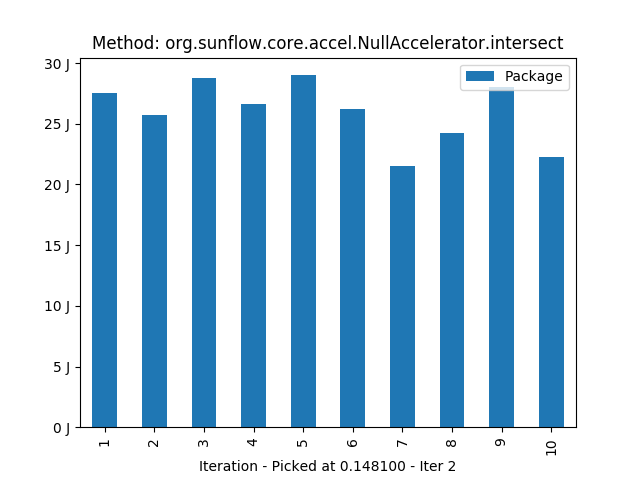 Method: org.sunflow.core.accel.NullAccelerator.intersect
Package
30 J
25 J
20 J
15 J
10 J
5 J
0 J
1 2 3 4 5 6 7 8 9 10
Iteration - Picked at 0.148100 - Iter 2